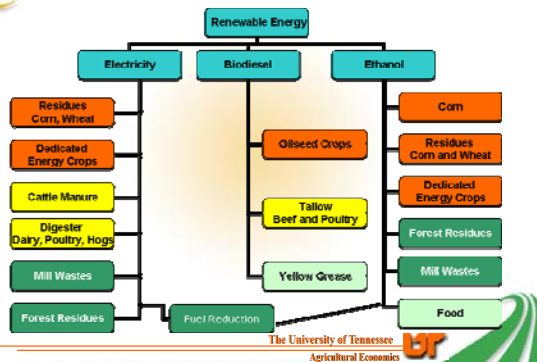 Renewable Energy
Electricity
Biodiesel
Ethanol
Residues
Corn, Wheat
Dedicated
Energy Crops
Cattle Manure
Digester
Dairy, Poultry, Hogs
Mill Wastes
Forest Residues
Oilseed Crops
Tallow
Beef and Poultry
Yellow Grease
Fuel Reduction
Corn
Residues
Corn and Wheat
Dedicated
Energy Crops
Forest Residues
Mill Wastes
Food
The University of Tennessee
Agricultural Economics
UT